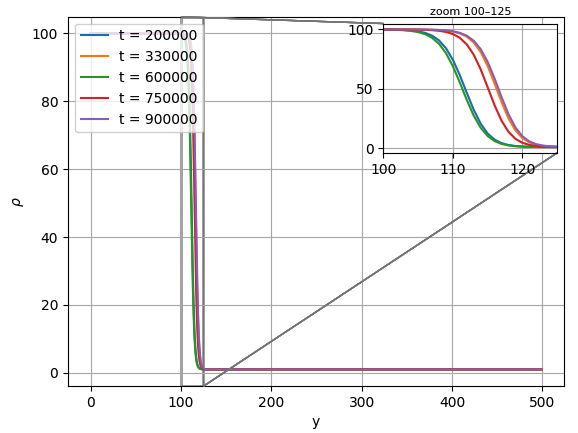 zoom 100–125
100
80
60
40
20
0
ρ
t = 200000
t = 330000
t = 600000
t = 750000
t = 900000
100
50
0
100 110 120
0 100 200 300 400 500
y